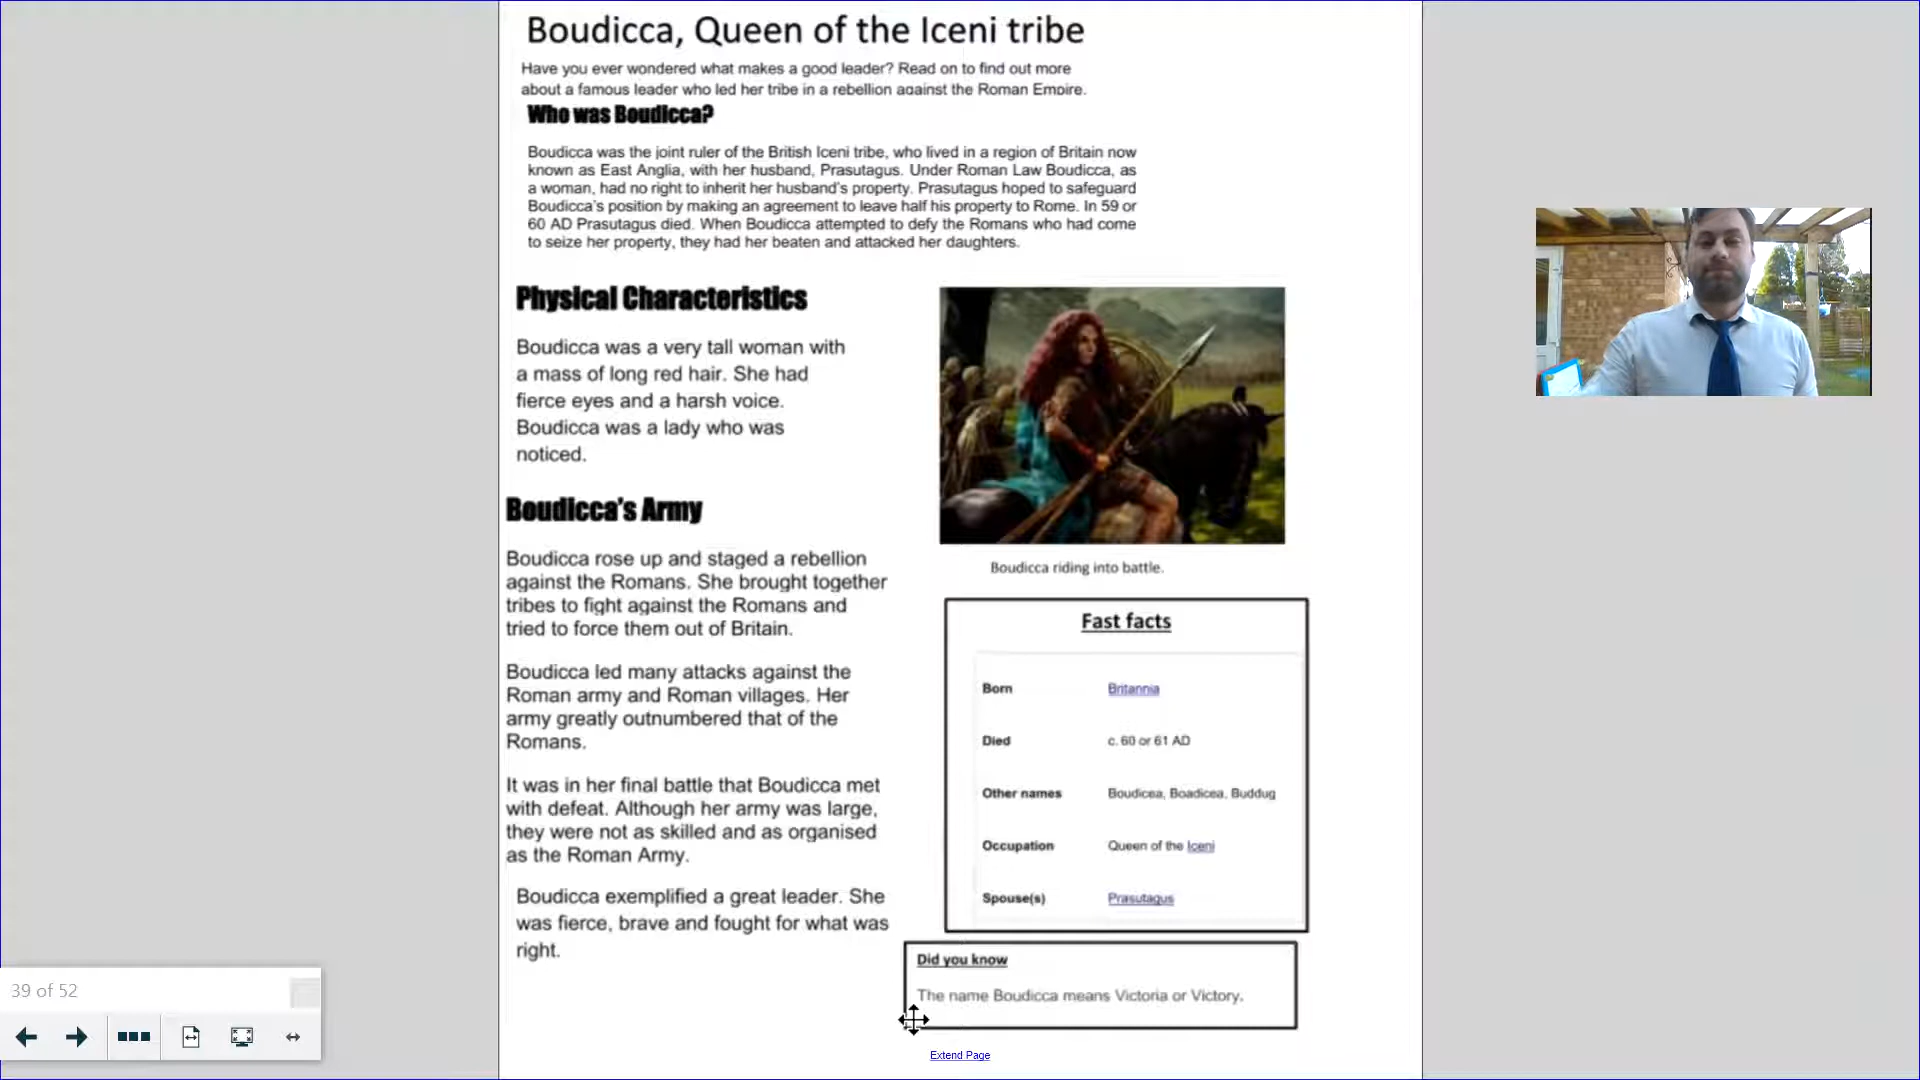 Boudicca, Queen of the Iceni tribe
Have you ever wondered what makes a good leader? Read on to find out more
about a famous leader who led her tribe in a rebellion against the Roman Empire.
Who was Boudicca?
Boudicca was the joint ruler of the British Iceni tribe, who lived in a region of Britain now
known as East Anglia, with her husband, Prasutagus. Under Roman Law Boudicca, as
a woman, had no right to inherit her husband's property. Prasutagus hoped to safeguard
Boudicca's position by making an agreement to leave half his property to Rome. In 59 or
60 AD Prasutagus died. When Boudicca attempted to defy the Romans who had come
to seize her property, they had her beaten and attacked her daughters.
Physical Characteristics
Boudicca was a very tall woman with
a mass of long red hair. She had
fierce eyes and a harsh voice.
Boudicca was a lady who was
noticed.
Boudicca's Army
Boudicca rose up and staged a rebellion
against the Romans. She brought together
tribes to fight against the Romans and
tried to force them out of Britain.
Boudicca led many attacks against the
Roman army and Roman villages. Her
army greatly outnumbered that of the
Romans.
It was in her final battle that Boudicca met
with defeat. Although her army was large,
they were not as skilled and as organised
as the Roman Army.
Boudicca exemplified a great leader. She
was fierce, brave and fought for what was
right.
Boudicca riding into battle.
Fast facts
Born Britannia
Died c. 60 or 61 AD
Other names Boudicea, Boadicea, Buddug
Occupation Queen of the Iceni
Spouse(s) Prasutagus
Did you know
The name Boudicca means Victoria or Victory.
Extend Page
39 of 52